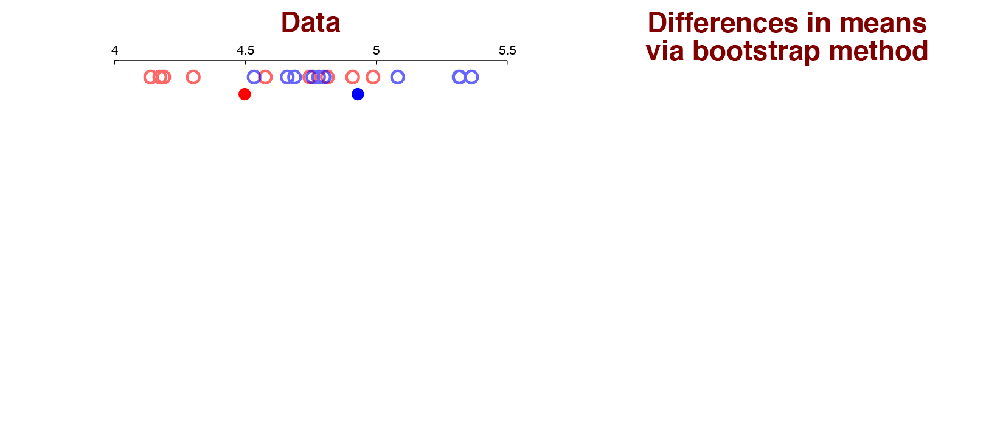 Data
4 4.5 5 5.5
Differences in means
via bootstrap method